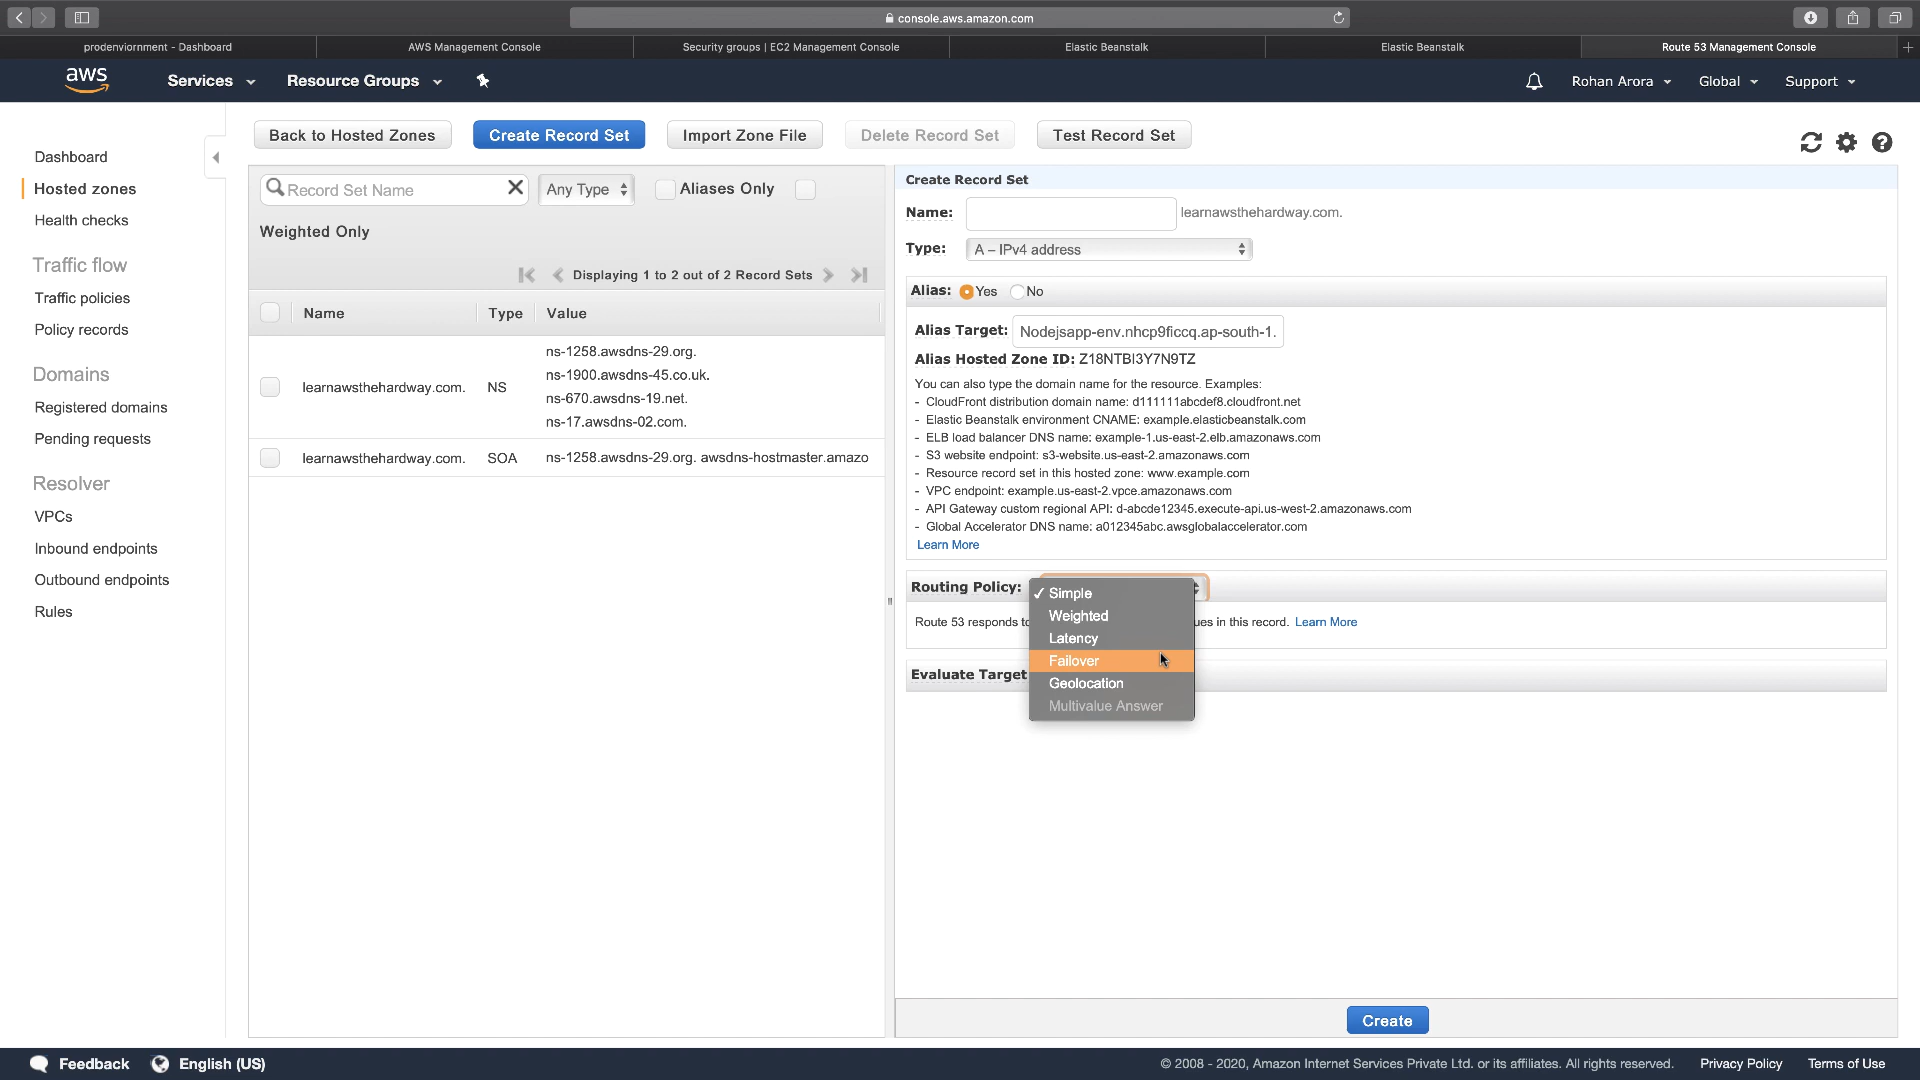 console.aws.amazon.com
prodenviornment - Dashboard
AWS Management Console
Security groups | EC2 Management Console
Elastic Beanstalk
Elastic Beanstalk
Route 53 Management Console
aws
Services
Resource Groups
Rohan Arora
Global
Support
Dashboard
Hosted zones
Health checks
Traffic flow
Traffic policies
Policy records
Domains
Registered domains
Pending requests
Resolver
VPCs
Inbound endpoints
Outbound endpoints
Rules
Back to Hosted Zones
Create Record Set
Import Zone File
Delete Record Set
Test Record Set
Record Set Name
Any Type
Aliases Only
Weighted Only
Displaying 1 to 2 out of 2 Record Sets
Name Type Value
learnawsthehardway.com. NS
ns-1258.awsdns-29.org.
ns-1900.awsdns-45.co.uk.
ns-670.awsdns-19.net.
ns-17.awsdns-02.com.
learnawsthehardway.com. SOA ns-1258.awsdns-29.org. awsdns-hostmaster.amazo
Create Record Set
Name: learnawsthehardway.com.
Type: A – IPv4 address
Alias: Yes No
Alias Target: Nodejsapp-env.nhcp9ficcq.ap-south-1.
Alias Hosted Zone ID: Z18NTBI3Y7N9TZ
You can also type the domain name for the resource. Examples:
- CloudFront distribution domain name: d111111abcdef8.cloudfront.net
- Elastic Beanstalk environment CNAME: example.elasticbeanstalk.com
- ELB load balancer DNS name: example-1.us-east-2.elb.amazonaws.com
- S3 website endpoint: s3-website.us-east-2.amazonaws.com
- Resource record set in this hosted zone: www.example.com
- VPC endpoint: example.us-east-2.vpce.amazonaws.com
- API Gateway custom regional API: d-abcde12345.execute-api.us-west-2.amazonaws.com
- Global Accelerator DNS name: a012345abc.awsglobalaccelerator.com
Learn More
Routing Policy:
✓ Simple
Weighted
Latency
Failover
Geolocation
Multivalue Answer
Route 53 responds to ues in this record. Learn More
Evaluate Target
Create
Feedback
English (US)
© 2008 - 2020, Amazon Internet Services Private Ltd. or its affiliates. All rights reserved.
Privacy Policy
Terms of Use